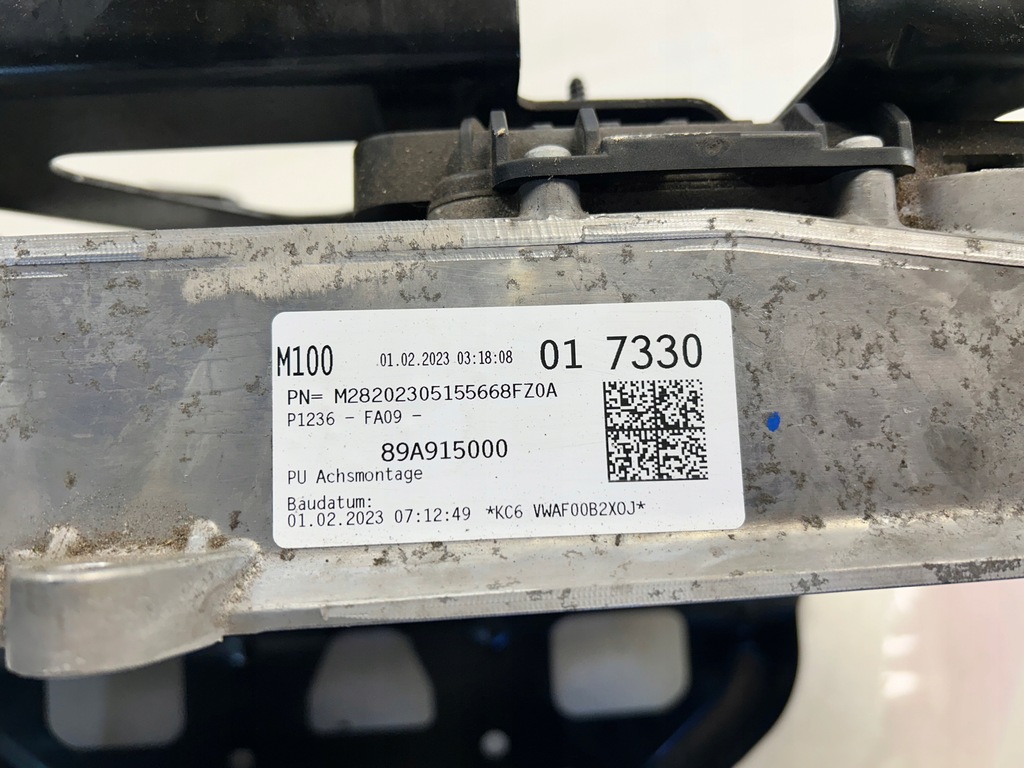 M100 01.02.2023 03:18:08 01 7330
PN= M28202305155668FZ0A
P1236 - FA09 -
89A915000
PU Achsmontage
Baudatum:
01.02.2023 07:12:49 *KC6 VWAF00B2XOJ*